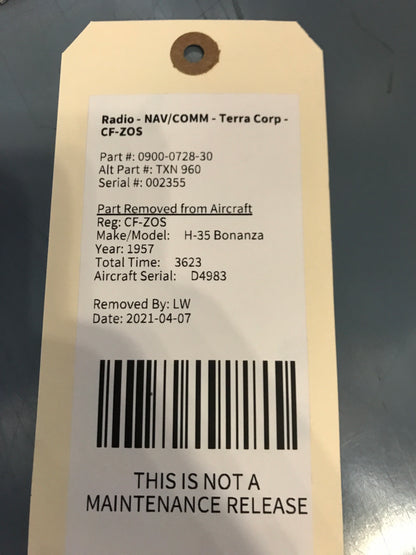 Radio - NAV/COMM - Terra Corp -
CF-ZOS
Part #: 0900-0728-30
Alt Part #: TXN 960
Serial #: 002355
Part Removed from Aircraft
Reg: CF-ZOS
Make/Model: H-35 Bonanza
Year: 1957
Total Time: 3623
Aircraft Serial: D4983
Removed By: LW
Date: 2021-04-07
THIS IS NOT A
MAINTENANCE RELEASE